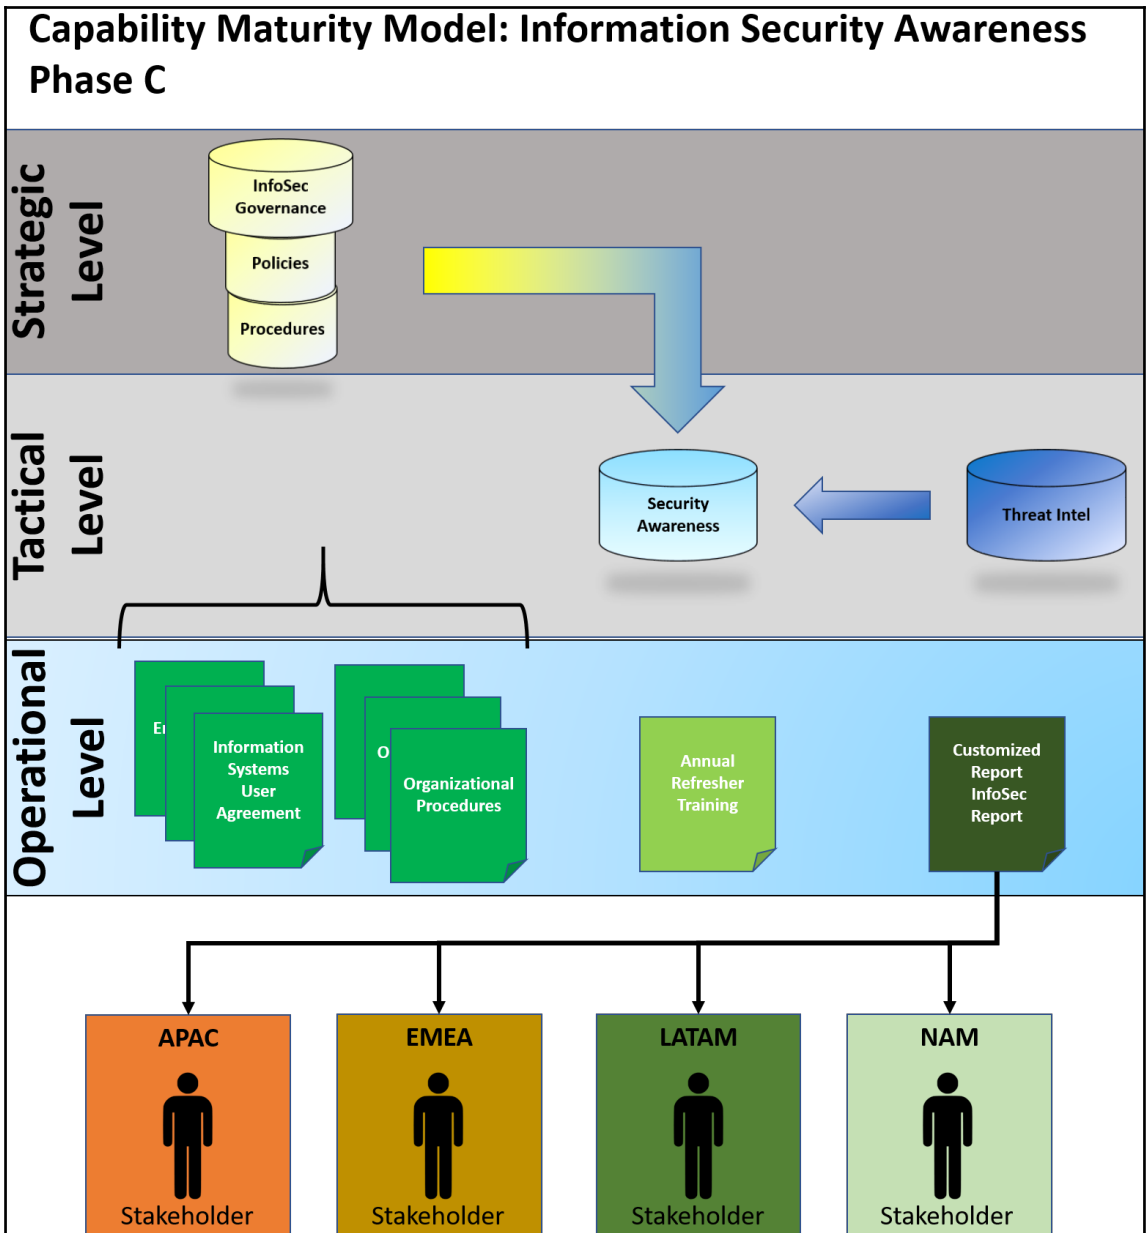 Capability Maturity Model: Information Security Awareness
Phase C
Strategic
Level
InfoSec
Governance
Policies
Procedures
Tactical
Level
Security
Awareness
Threat Intel
Operational
Level
Information
Systems
User
Agreement
Organizational
Procedures
Annual
Refresher
Training
Customized
Report
InfoSec
Report
APAC
Stakeholder
EMEA
Stakeholder
LATAM
Stakeholder
NAM
Stakeholder